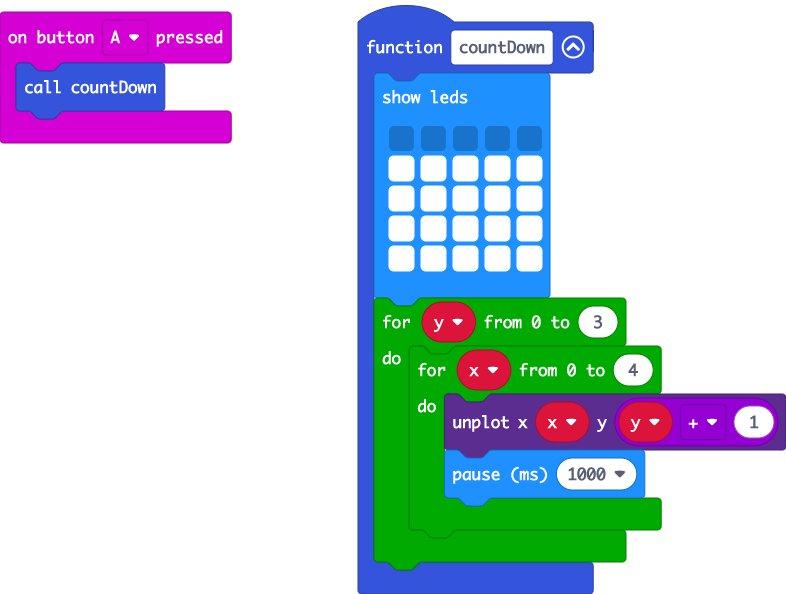 on button A pressed
call countDown
function countDown
show leds
for y from 0 to 3
do
for x from 0 to 4
do
unplot x x y y + 1
pause (ms) 1000